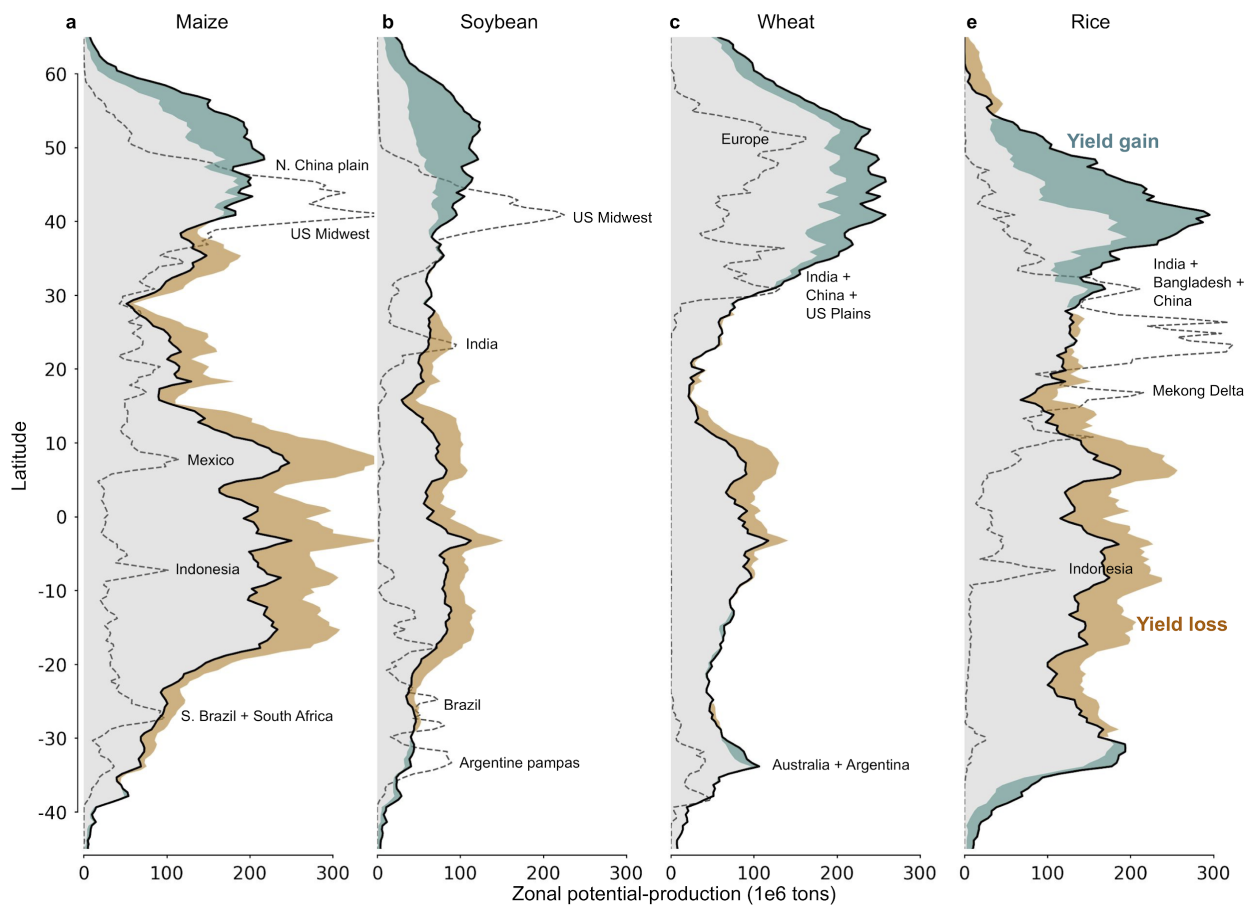 a Maize
b Soybean
c Wheat
e Rice
Latitude
60
50
40
30
20
10
0
-10
-20
-30
-40
N. China plain
US Midwest
Mexico
Indonesia
S. Brazil + South Africa
0 100 200 300
US Midwest
India
Brazil
Argentine pampas
0 100 200 300
Europe
India +
China +
US Plains
Australia + Argentina
0 100 200 300
Yield gain
India +
Bangladesh +
China
Mekong Delta
Indonesia
Yield loss
0 100 200 300
Zonal potential-production (1e6 tons)